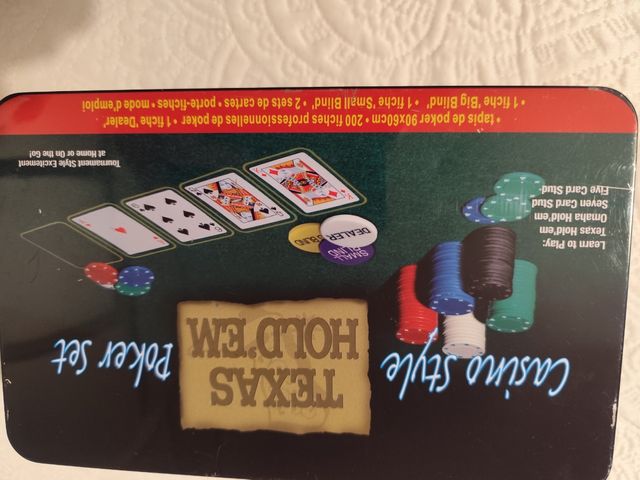 Casino Style
TEXAS
HOLD'EM
Poker Set
Learn to Play:
Texas Hold'em
Omaha Hold'em
Seven Card Stud
Five Card Stud
SMALL
BLIND
DEALER
Tournament Style Excitement
at Home or On the Go!
• tapis de poker 90x60cm • 200 fiches professionnelles de poker • 1 fiche 'Dealer'
• 1 fiche 'Big Blind' • 1 fiche 'Small Blind' • 2 sets de cartes • porte-fiches • mode d'emploi